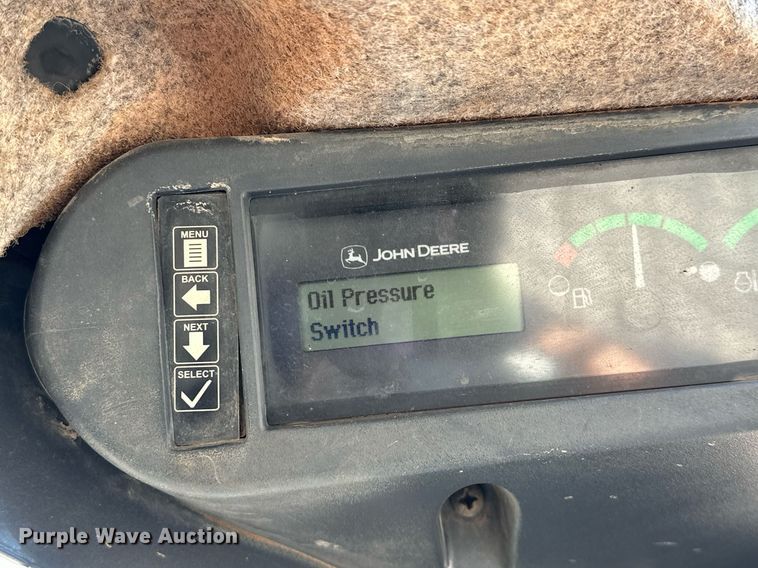 MENU
BACK
NEXT
SELECT
JOHN DEERE
Oil Pressure
Switch
Purple Wave Auction